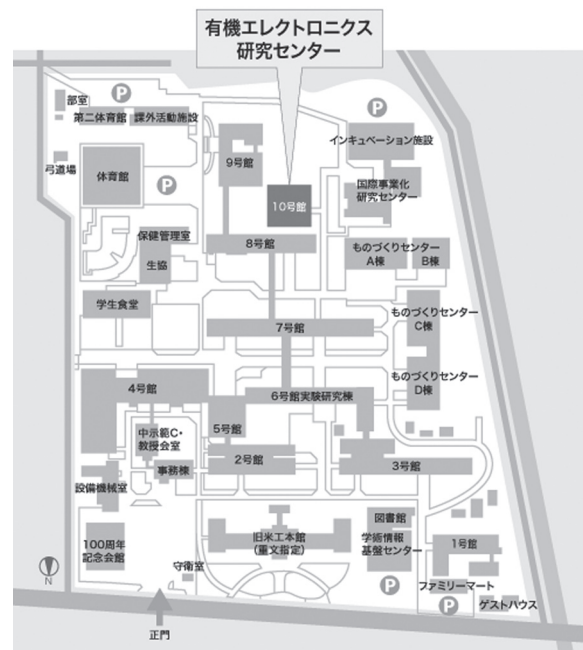 有機エレクトロニクス
研究センター
部室
第二体育館
課外活動施設
P
P
インキュベーション施設
弓道場
体育館
P
9号館
国際事業化
研究センター
10号館
保健管理室
8号館
生協
ものづくりセンター
A棟
B棟
学生食堂
ものづくりセンター
C棟
7号館
4号館
6号館実験研究棟
ものづくりセンター
D棟
5号館
中示範C・
教授会室
2号館
事務棟
3号館
設備機械室
図書館
100周年
記念会館
旧米工本館
(重文指定)
学術情報
基盤センター
1号館
守衛室
N
P
ファミリーマート
P
ゲストハウス
正門